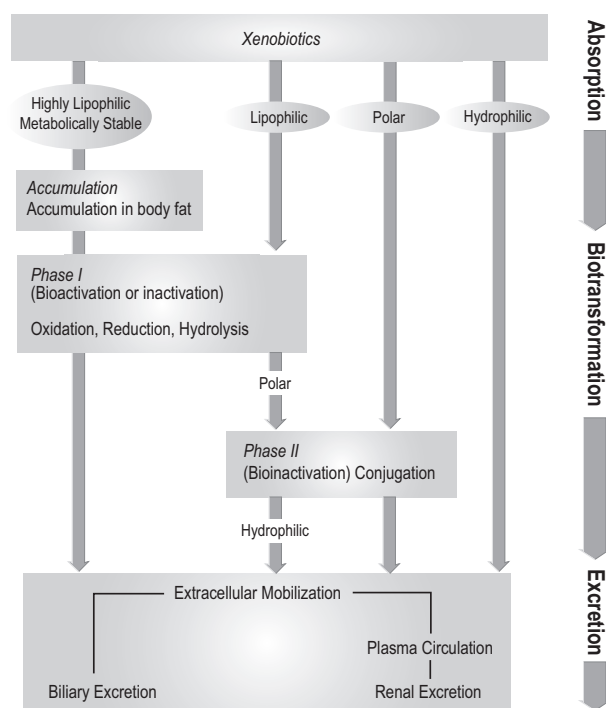 Xenobiotics
Highly Lipophilic
Metabolically Stable
Lipophilic
Polar
Hydrophilic
Accumulation
Accumulation in body fat
Phase I
(Bioactivation or inactivation)
Oxidation, Reduction, Hydrolysis
Polar
Phase II
(Bioinactivation) Conjugation
Hydrophilic
Extracellular Mobilization
Plasma Circulation
Biliary Excretion
Renal Excretion
Absorption
Biotransformation
Excretion